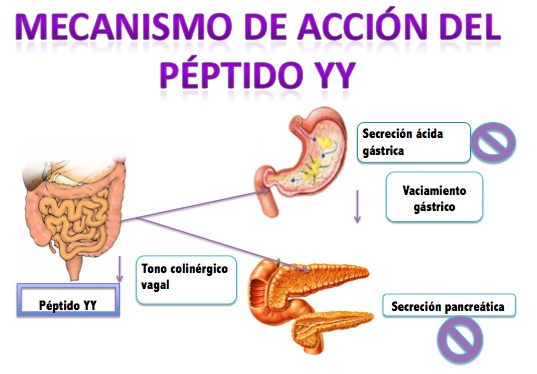 MECANISMO DE ACCIÓN DEL
PÉPTIDO YY
Secreción ácida
gástrica
Vaciamiento
gástrico
Tono colinérgico
vagal
Péptido YY
Secreción pancreática